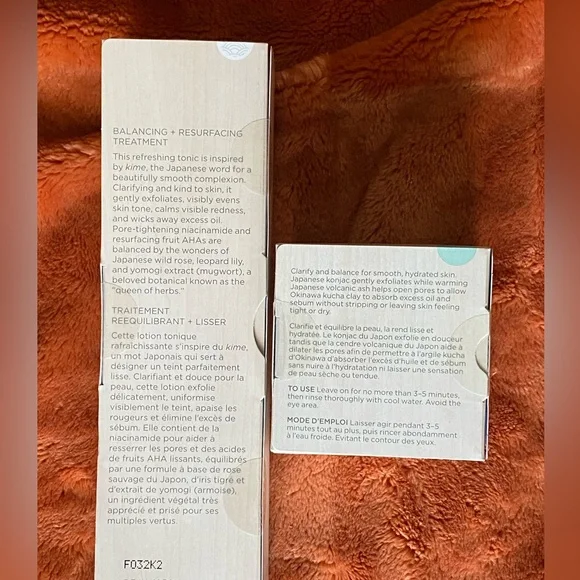 BALANCING + RESURFACING
TREATMENT
This refreshing tonic is inspired
by kime, the Japanese word for a
beautifully smooth complexion.
Clarifying and kind to skin, it
gently exfoliates, visibly evens
skin tone, calms visible redness,
and wicks away excess oil.
Pore-tightening niacinamide and
resurfacing fruit AHAs are
balanced by the wonders of
Japanese wild rose, leopard lily,
and yomogi extract (mugwort), a
beloved botanical known as the
"queen of herbs."
TRAITEMENT
REEQUILIBRANT + LISSER
Cette lotion tonique
rafraîchissante s'inspire du kime,
un mot Japonais qui sert à
désigner un teint parfaitement
lisse. Clarifiant et douce pour la
peau, cette lotion exfolie
délicatement, uniformise
visiblement le teint, apaise les
rougeurs et élimine l'excès de
sébum. Elle contient de la
niacinamide pour aider à
resserrer les pores et des acides
de fruits AHA lissants, équilibrés
par une formule à base de rose
sauvage du Japon, d'iris tigré et
d'extrait de yomogi (armoise),
un ingrédient végétal très
apprécié et prisé pour ses
multiples vertus.
F032K2
Clarify and balance for smooth, hydrated skin.
Japanese konjac gently exfoliates while warming
Japanese volcanic ash helps open pores to allow
Okinawa kucha clay to absorb excess oil and
sebum without stripping or leaving skin feeling
tight or dry.
Clarifie et équilibre la peau, la rend lisse et
hydratée. Le konjac du Japon exfolie en douceur
tandis que la cendre volcanique du Japon aide à
dilater les pores afin de permettre à l'argile kucha
d'Okinawa d'absorber l'excès d'huile et de sébum
sans nuire à l'hydratation ni laisser une sensation
de peau sèche ou tendue.
TO USE Leave on for no more than 3-5 minutes,
then rinse thoroughly with cool water. Avoid the
eye area.
MODE D'EMPLOI Laisser agir pendant 3-5
minutes tout au plus, puis rincer abondamment
à l'eau froide. Evitant le contour des yeux.